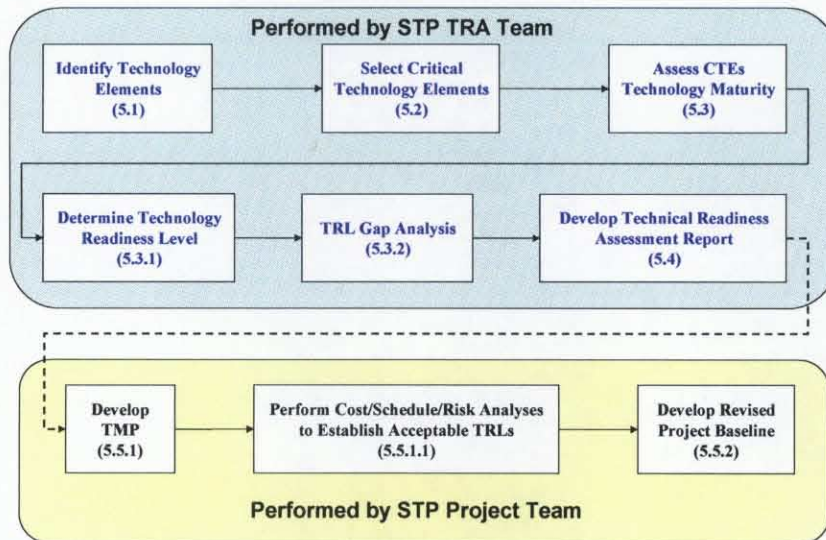 Performed by STP TRA Team
Identify Technology
Elements
(5.1)
Select Critical
Technology Elements
(5.2)
Assess CTEs
Technology Maturity
(5.3)
Determine Technology
Readiness Level
(5.3.1)
TRL Gap Analysis
(5.3.2)
Develop Technical Readiness
Assessment Report
(5.4)
Develop
TMP
(5.5.1)
Perform Cost/Schedule/Risk Analyses
to Establish Acceptable TRLs
(5.5.1.1)
Develop Revised
Project Baseline
(5.5.2)
Performed by STP Project Team